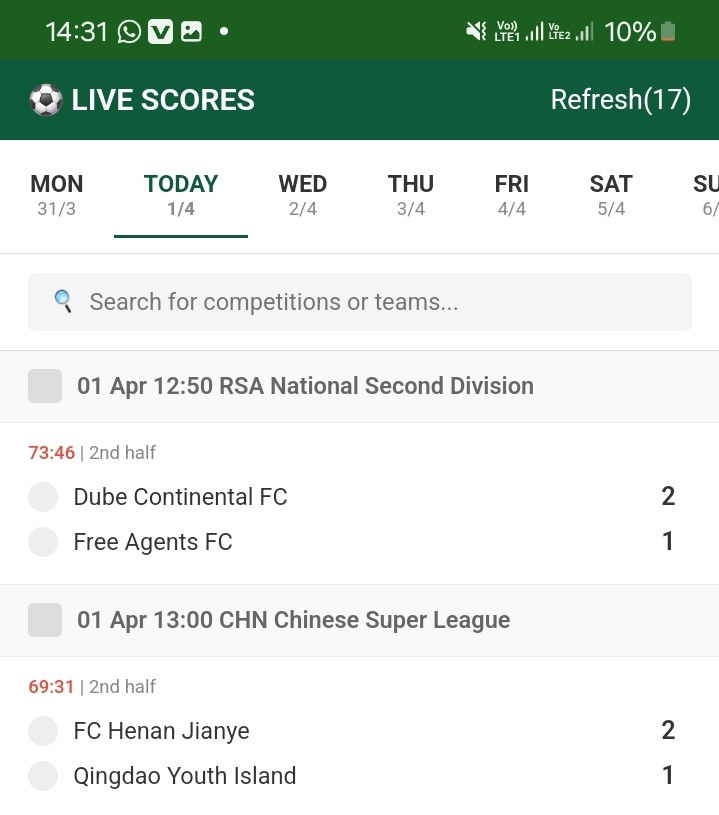 14:31 V Vo)) LTE1 Vo LTE2 10%
LIVE SCORES Refresh(17)
MON TODAY WED THU FRI SAT SU
31/3 1/4 2/4 3/4 4/4 5/4 6/
Search for competitions or teams...
01 Apr 12:50 RSA National Second Division
73:46 | 2nd half
Dube Continental FC 2
Free Agents FC 1
01 Apr 13:00 CHN Chinese Super League
69:31 | 2nd half
FC Henan Jianye 2
Qingdao Youth Island 1